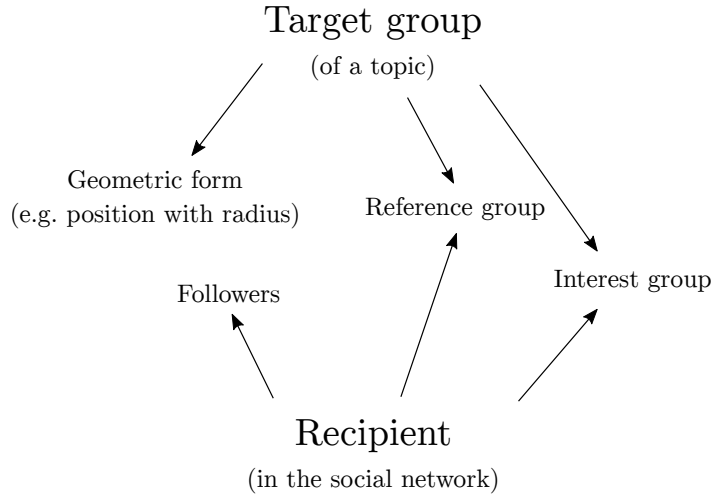 Target group
(of a topic)
Geometric form
(e.g. position with radius)
Reference group
Interest group
Followers
Recipient
(in the social network)